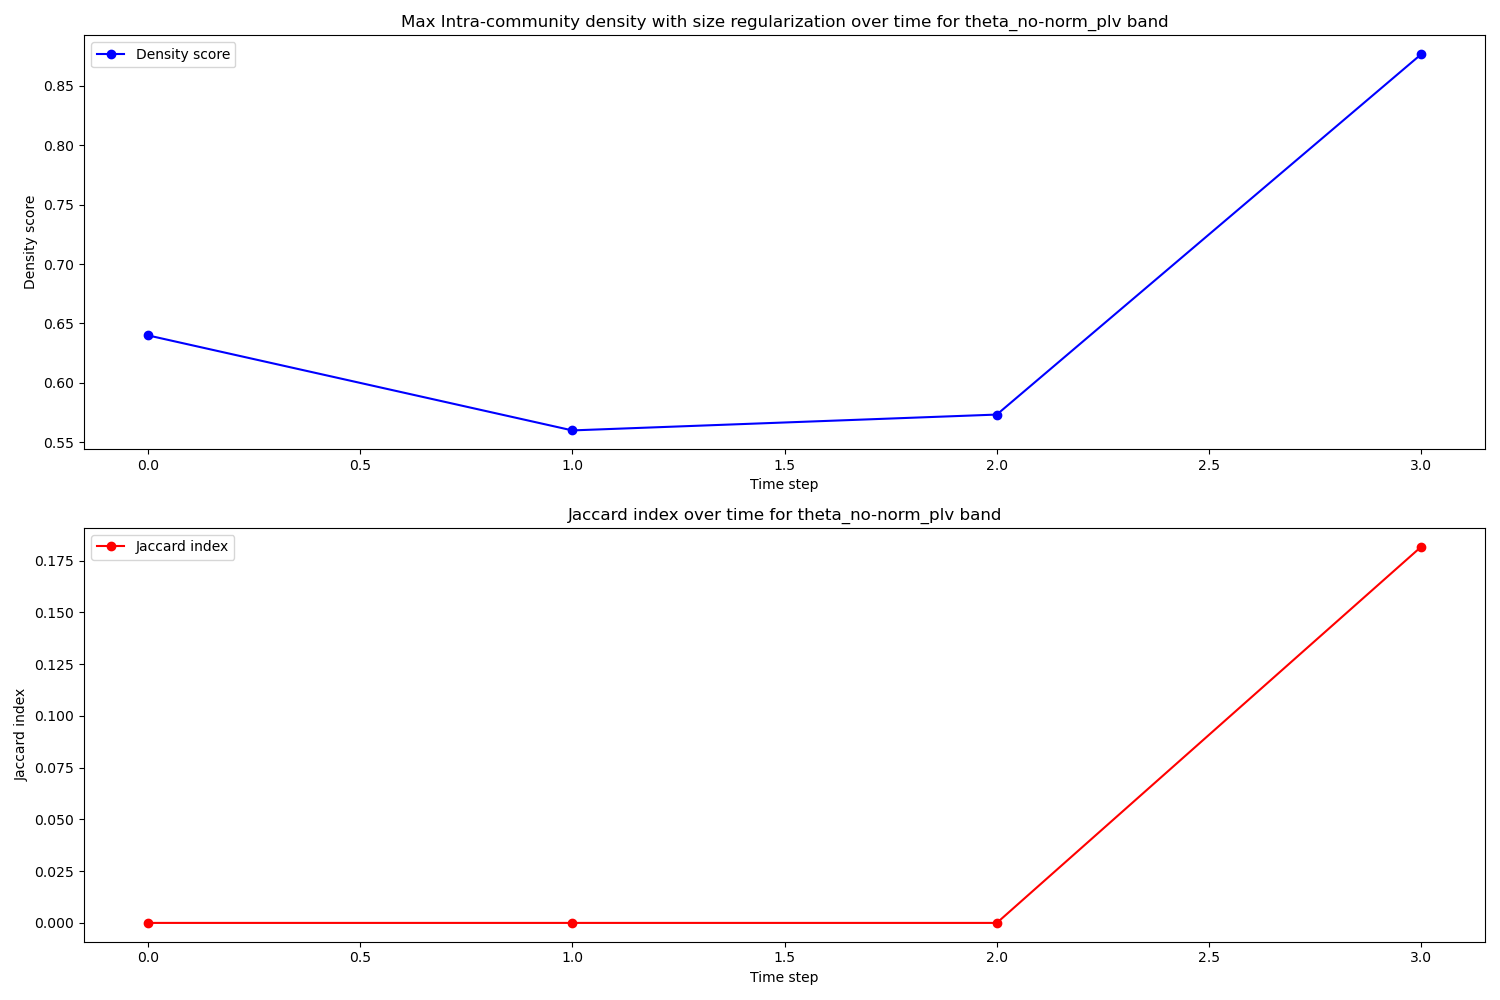 Max Intra-community density with size regularization over time for theta_no-norm_plv band
Density score
0.85
0.80
0.75
0.70
0.65
0.60
0.55
Density score
0.0 0.5 1.0 1.5 2.0 2.5 3.0
Time step
Jaccard index over time for theta_no-norm_plv band
Jaccard index
0.175
0.150
0.125
0.100
0.075
0.050
0.025
0.000
Jaccard index
0.0 0.5 1.0 1.5 2.0 2.5 3.0
Time step